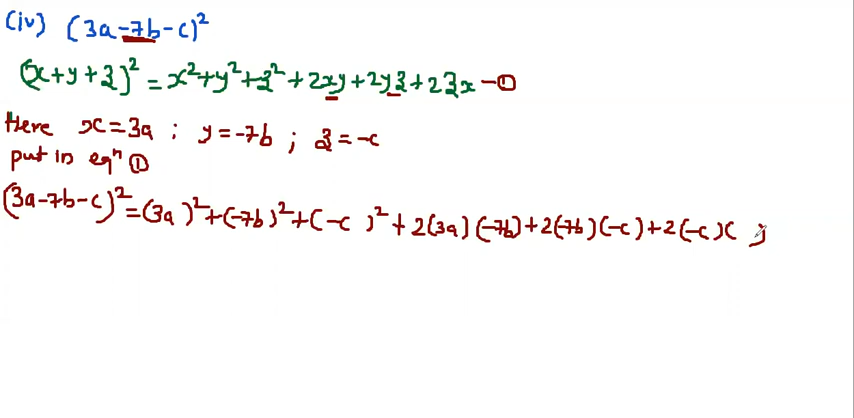 (iv) (3a-7b-c)²
(x+y+z)² = x²+y²+z²+2xy+2yz+2zx -①
Here x=3a ; y=-7b ; z=-c
put in eqⁿ ①
(3a-7b-c)² = (3a )²+(-7b)²+(-c )²+2(3a)(-7b)+2(-7b)(-c)+2(-c)( )